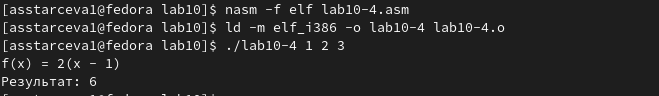 [asstarceva1@fedora lab10]$ nasm -f elf lab10-4.asm
[asstarceva1@fedora lab10]$ ld -m elf_i386 -o lab10-4 lab10-4.o
[asstarceva1@fedora lab10]$ ./lab10-4 1 2 3
f(x) = 2(x - 1)
Результат: 6